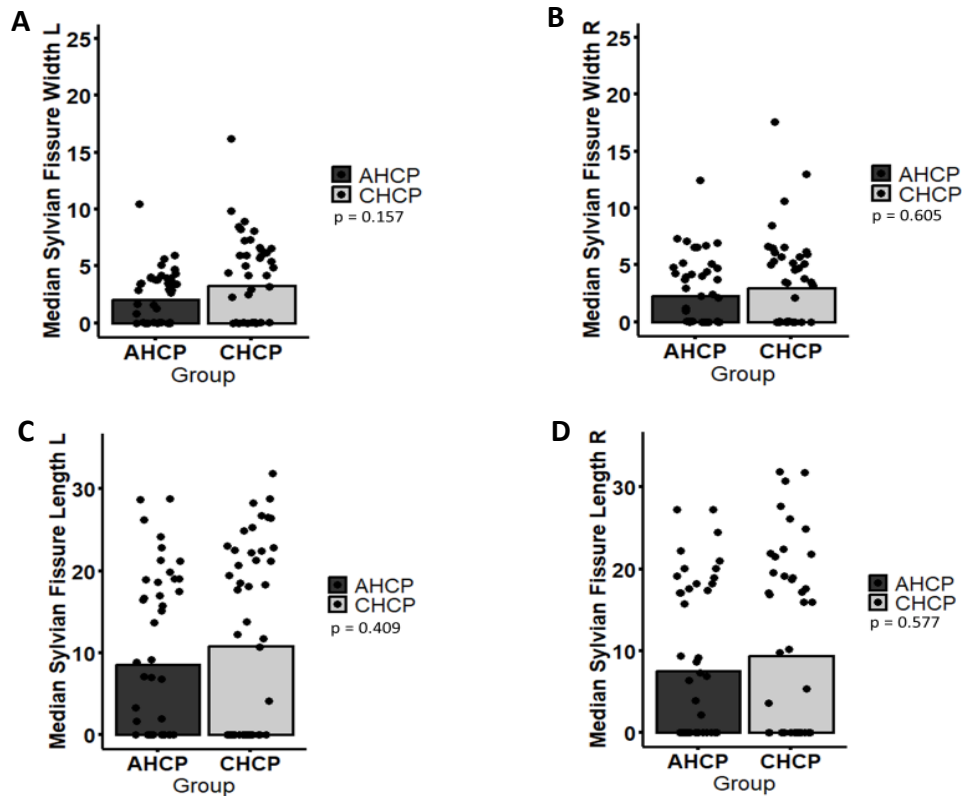 A
Median Sylvian Fissure Width L
25
20
15
10
5
0
AHCP CHCP
Group
AHCP
CHCP
p = 0.157
B
Median Sylvian Fissure Width R
25
20
15
10
5
0
AHCP CHCP
Group
AHCP
CHCP
p = 0.605
C
Median Sylvian Fissure Length L
30
20
10
0
AHCP CHCP
Group
AHCP
CHCP
p = 0.409
D
Median Sylvian Fissure Length R
30
20
10
0
AHCP CHCP
Group
AHCP
CHCP
p = 0.577